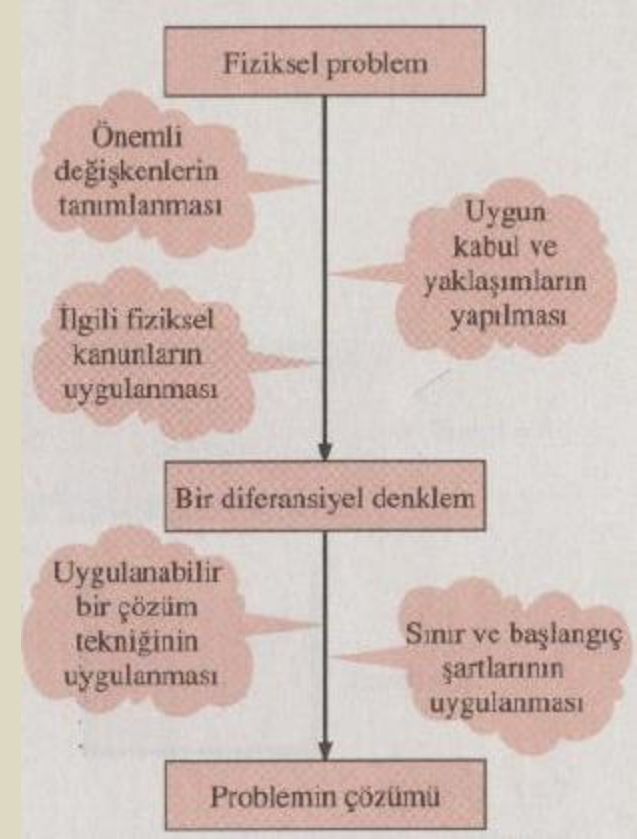 Fiziksel problem
Önemli
değişkenlerin
tanımlanması
Uygun
kabul ve
yaklaşımların
yapılması
İlgili fiziksel
kanunların
uygulanması
Bir diferansiyel denklem
Uygulanabilir
bir çözüm
tekniğinin
uygulanması
Sınır ve başlangıç
şartlarının
uygulanması
Problemin çözümü